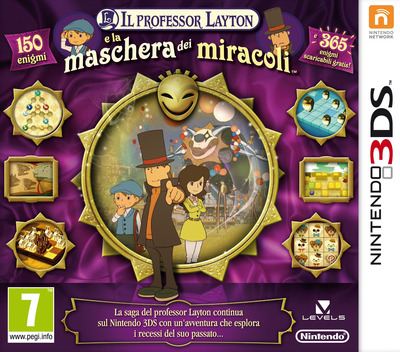 IL PROFESSOR LAYTON
e la
maschera dei miracoli
™
150
enigmi
e 365
enigmi
scaricabili gratis!
NINTENDO
NETWORK
NINTENDO 3DS
™
7
www.pegi.info
La saga del professor Layton continua
sul Nintendo 3DS con un'avventura che esplora
i recessi del suo passato...
LEVEL5
Nintendo